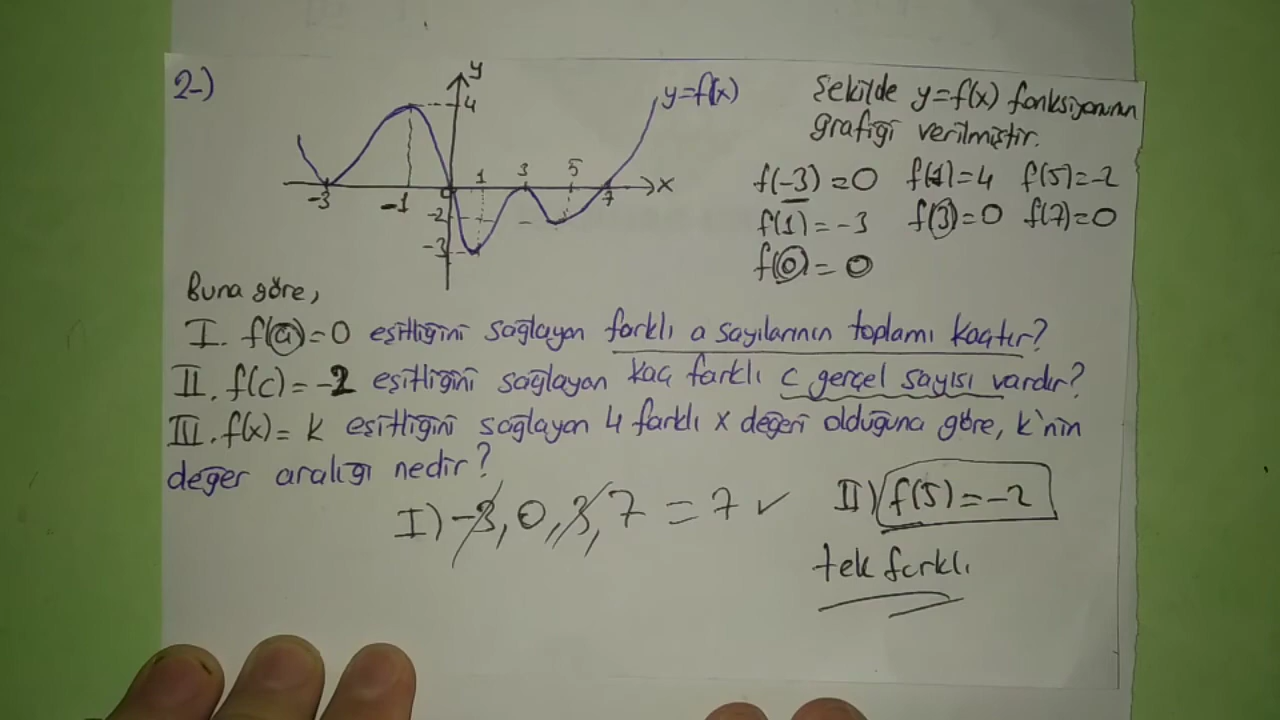 2-)
y
4
y=f(x)
-3
-1
0
1
3
5
7
x
-2
-3
Şekilde y=f(x) fonksiyonunun
grafiği verilmiştir.
f(-3)=0 f(-1)=4 f(5)=-2
f(1)=-3 f(3)=0 f(7)=0
f(0)=0
Buna göre,
I. f(a)=0 eşitliğini sağlayan farklı a sayılarının toplamı kaçtır?
II. f(c)=-2 eşitliğini sağlayan kaç farklı c gerçel sayısı vardır?
III. f(x)=k eşitliğini sağlayan 4 farklı x değeri olduğuna göre, k'nin
değer aralığı nedir?
I) -3, 0, 3, 7 = 7 ✓
II) f(5)=-2
tek farklı